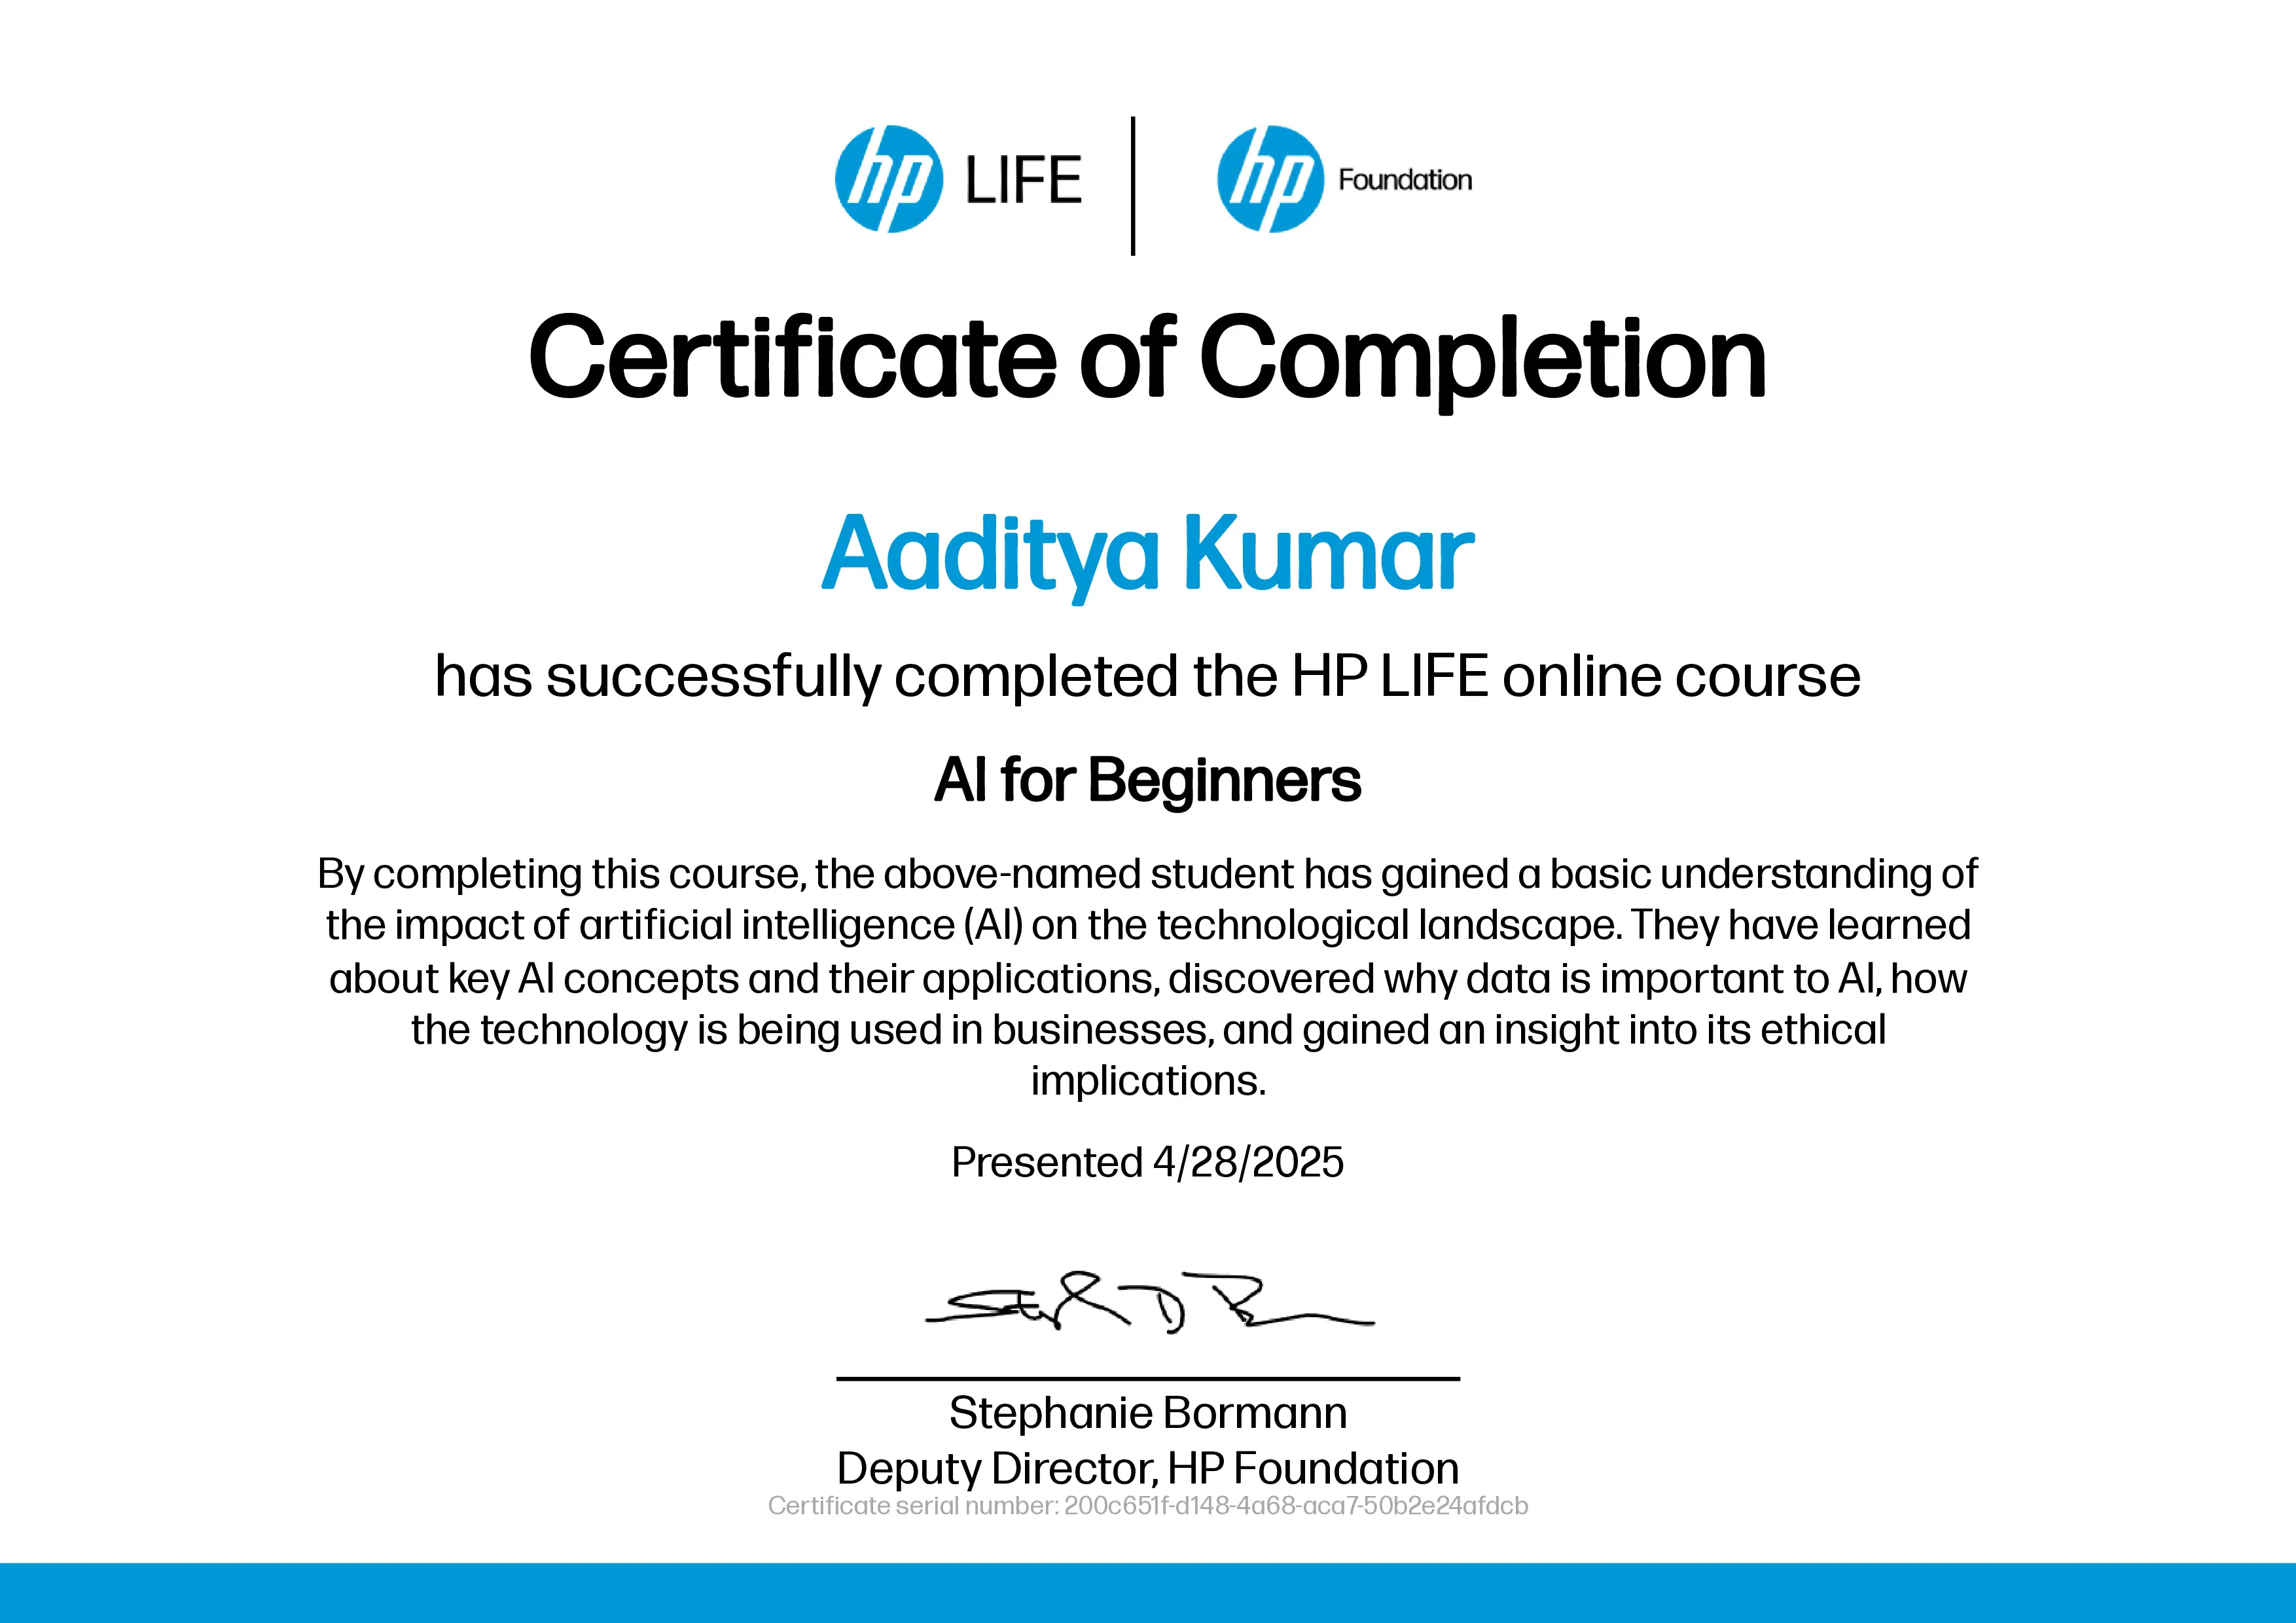 hp LIFE
hp Foundation
Certificate of Completion
Aaditya Kumar
has successfully completed the HP LIFE online course
AI for Beginners
By completing this course, the above-named student has gained a basic understanding of
the impact of artificial intelligence (AI) on the technological landscape. They have learned
about key AI concepts and their applications, discovered why data is important to AI, how
the technology is being used in businesses, and gained an insight into its ethical
implications.
Presented 4/28/2025
Stephanie Bormann
Deputy Director, HP Foundation
Certificate serial number: 200c651f-d148-4a68-aca7-50b2e24afdcb